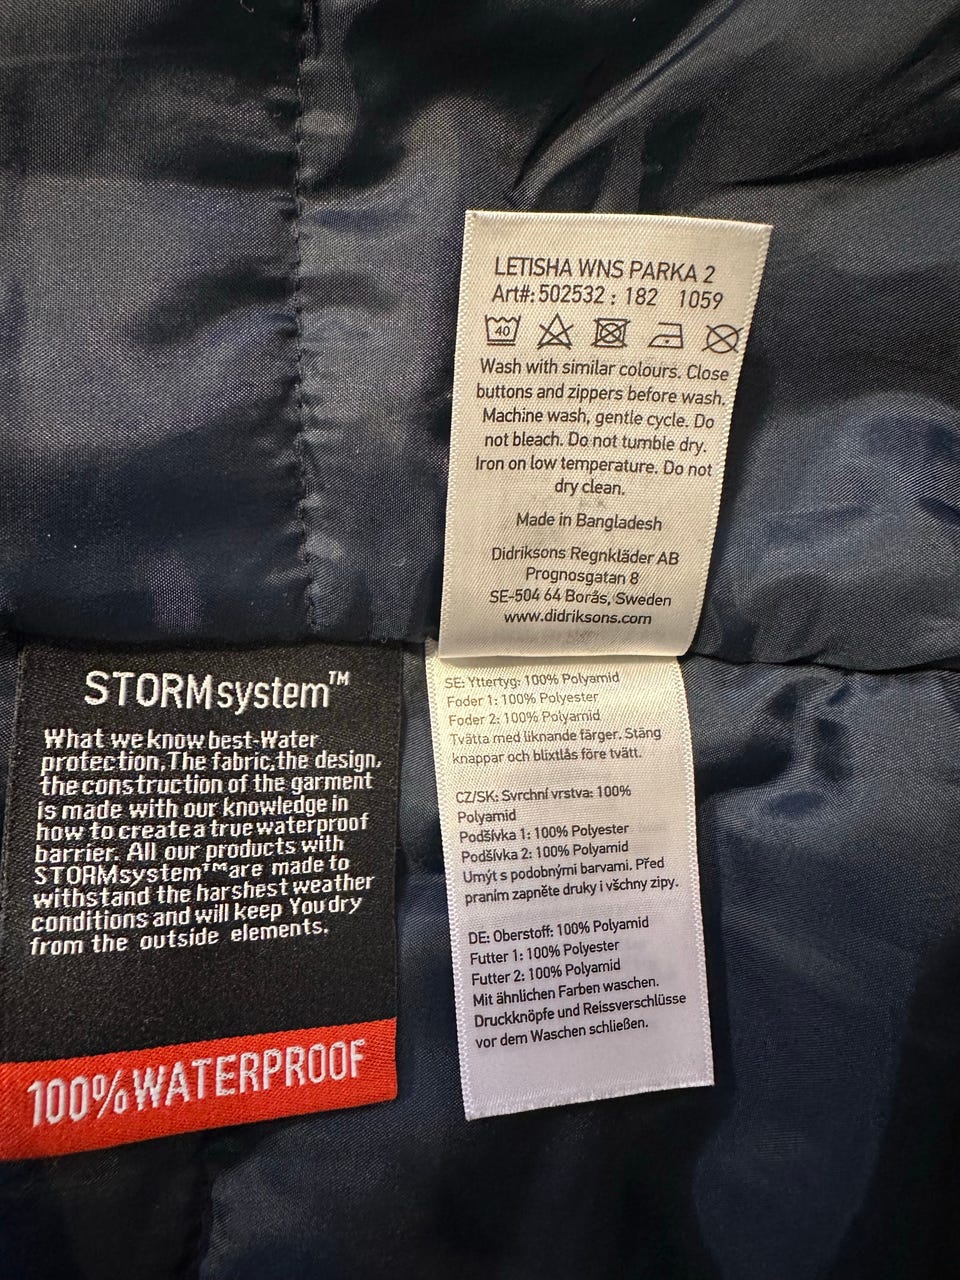 LETISHA WNS PARKA 2
Art#: 502532 : 182 1059
40
Wash with similar colours. Close
buttons and zippers before wash.
Machine wash, gentle cycle. Do
not bleach. Do not tumble dry.
Iron on low temperature. Do not
dry clean.
Made in Bangladesh
Didriksons Regnkläder AB
Prognosgatan 8
SE-504 64 Borås, Sweden
www.didriksons.com
SE: Yttertyg: 100% Polyamid
Foder 1: 100% Polyester
Foder 2: 100% Polyamid
Tvätta med liknande färger. Stäng
knappar och blixtlås före tvätt.
CZ/SK: Svrchní vrstva: 100%
Polyamid
Podšívka 1: 100% Polyester
Podšívka 2: 100% Polyamid
Umýt s podobnými barvami. Před
praním zapněte druky i všchny zipy.
DE: Oberstoff: 100% Polyamid
Futter 1: 100% Polyester
Futter 2: 100% Polyamid
Mit ähnlichen Farben waschen.
Druckknöpfe und Reissverschlüsse
vor dem Waschen schließen.
STORMsystem™
What we know best-Water
protection,The fabric,the design,
the construction of the garment
is made with our knowledge in
how to create a true waterproof
barrier. All our products with
STORMsystem™ are made to
withstand the harshest weather
conditions and will keep You dry
from the outside elements.
100% WATERPROOF